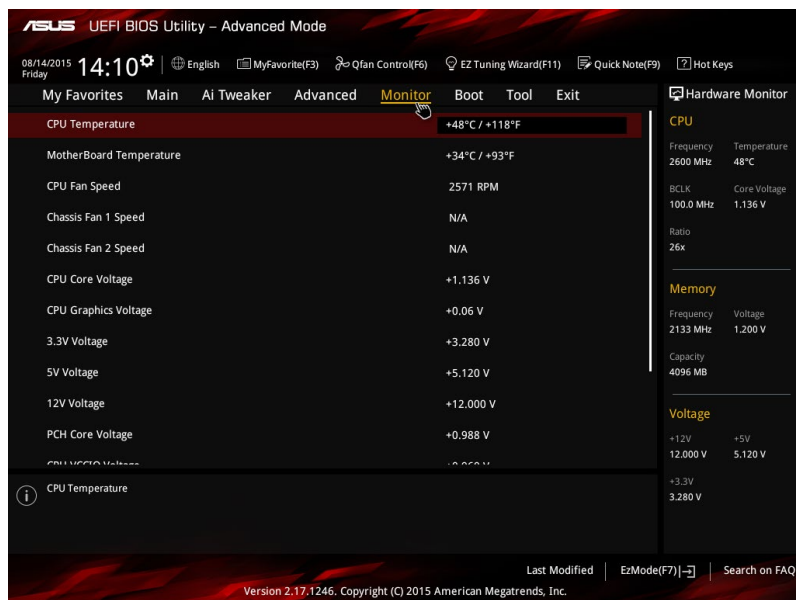 ASUS UEFI BIOS Utility – Advanced Mode
08/14/2015 Friday 14:10 English MyFavorite(F3) Qfan Control(F6) EZ Tuning Wizard(F11) Quick Note(F9) ? Hot Keys
My Favorites Main Ai Tweaker Advanced Monitor Boot Tool Exit
CPU Temperature +48°C / +118°F
MotherBoard Temperature +34°C / +93°F
CPU Fan Speed 2571 RPM
Chassis Fan 1 Speed N/A
Chassis Fan 2 Speed N/A
CPU Core Voltage +1.136 V
CPU Graphics Voltage +0.06 V
3.3V Voltage +3.280 V
5V Voltage +5.120 V
12V Voltage +12.000 V
PCH Core Voltage +0.988 V
CPU VCCIO Voltage
CPU Temperature
Hardware Monitor
CPU
Frequency Temperature
2600 MHz 48°C
BCLK Core Voltage
100.0 MHz 1.136 V
Ratio
26x
Memory
Frequency Voltage
2133 MHz 1.200 V
Capacity
4096 MB
Voltage
+12V +5V
12.000 V 5.120 V
+3.3V
3.280 V
Last Modified EzMode(F7) Search on FAQ
Version 2.17.1246. Copyright (C) 2015 American Megatrends, Inc.